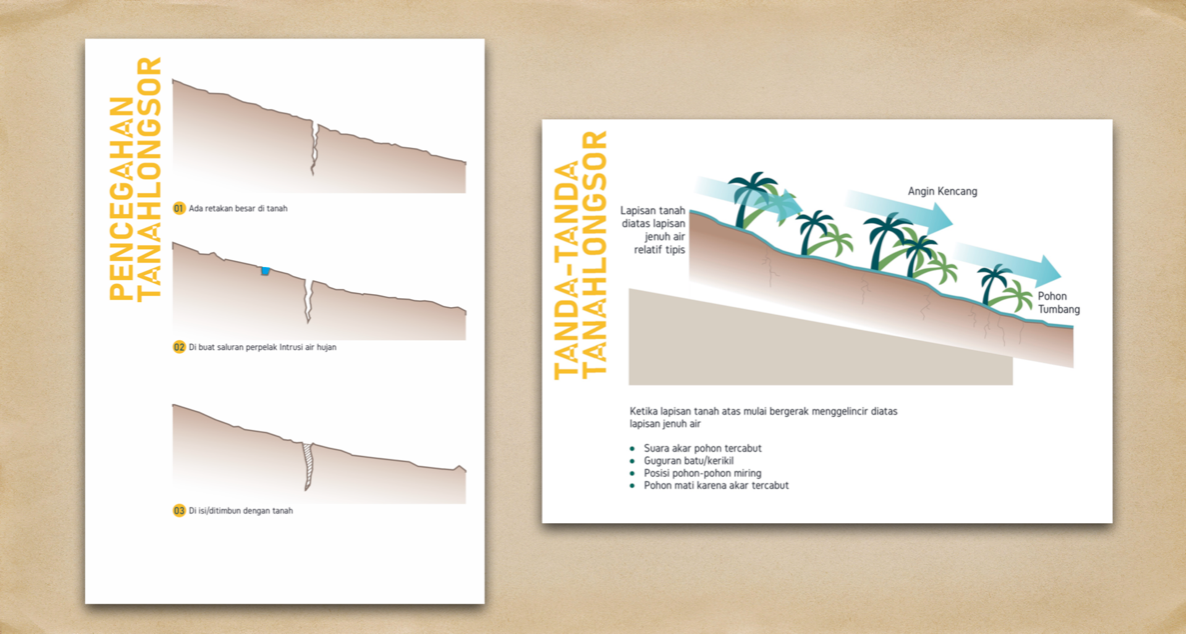 PENCEGAHAN
TANAHLONGSOR
01 Ada retakan besar di tanah
02 Di buat saluran perpelak Intrusi air hujan
03 Di isi/ditimbun dengan tanah
TANDA-TANDA
TANAHLONGSOR
Lapisan tanah
diatas lapisan
jenuh air
relatif tipis
Angin Kencang
Pohon
Tumbang
Ketika lapisan tanah atas mulai bergerak menggelincir diatas
lapisan jenuh air
• Suara akar pohon tercabut
• Guguran batu/kerikil
• Posisi pohon-pohon miring
• Pohon mati karena akar tercabut